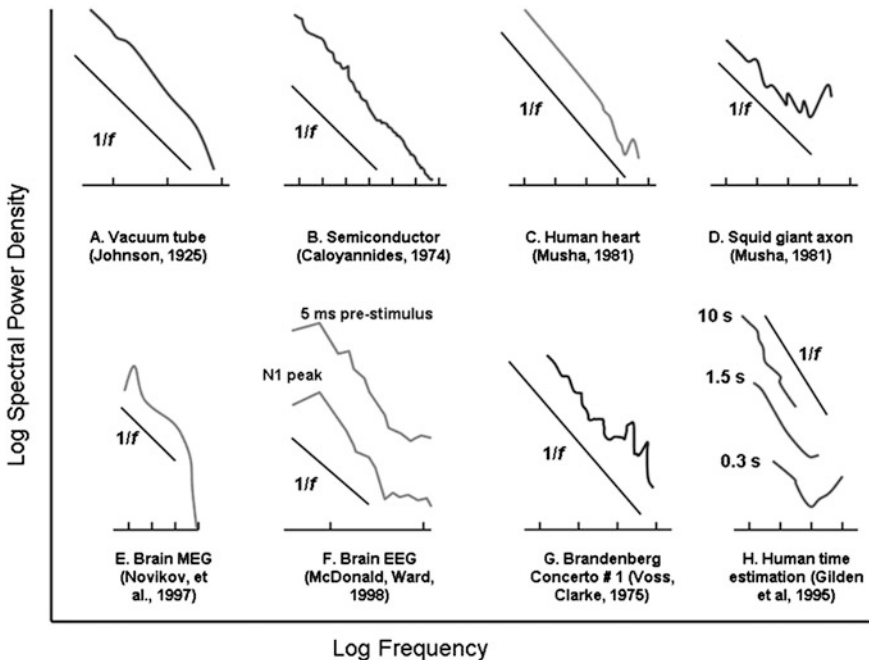 Log Spectral Power Density
1/f
A. Vacuum tube
(Johnson, 1925)
1/f
B. Semiconductor
(Caloyannides, 1974)
1/f
C. Human heart
(Musha, 1981)
1/f
D. Squid giant axon
(Musha, 1981)
1/f
E. Brain MEG
(Novikov, et
al., 1997)
5 ms pre-stimulus
N1 peak
1/f
F. Brain EEG
(McDonald, Ward,
1998)
1/f
G. Brandenberg
Concerto # 1 (Voss,
Clarke, 1975)
10 s
1/f
1.5 s
0.3 s
H. Human time
estimation (Gilden
et al, 1995)
Log Frequency